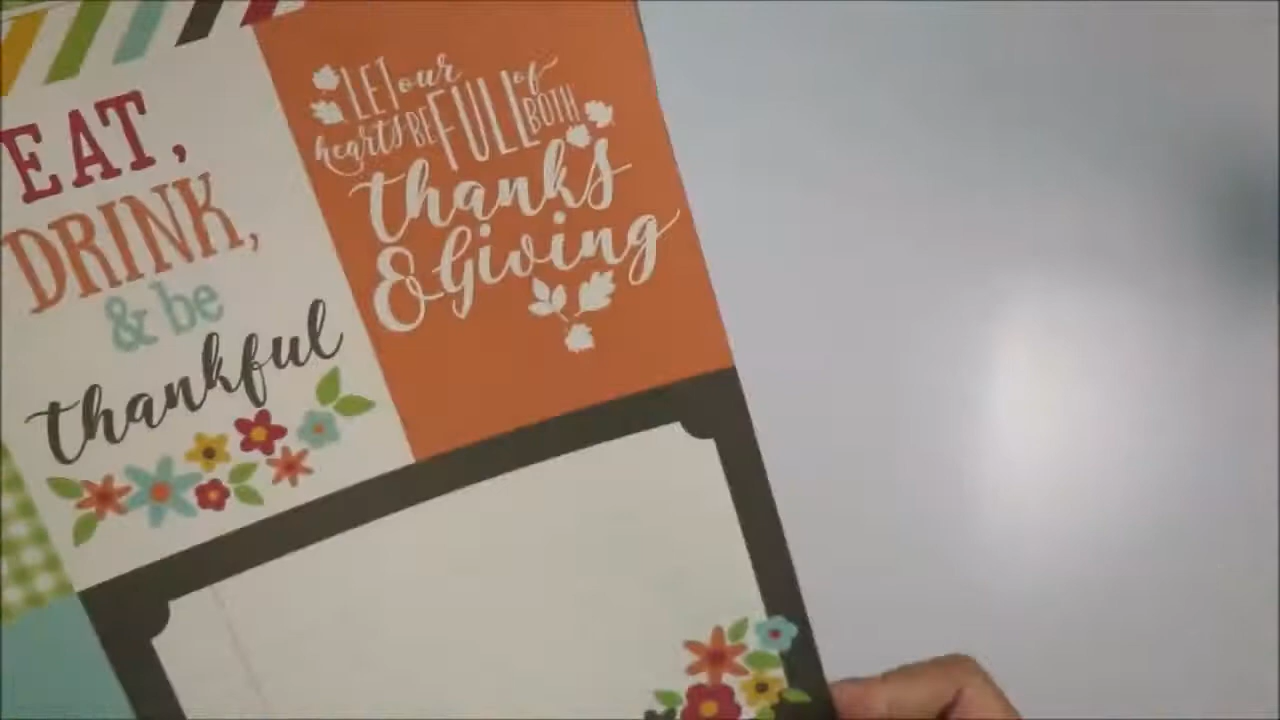 EAT,
DRINK,
& be
thankful
LET our
hearts BE FULL of BOTH
thanks
& Giving